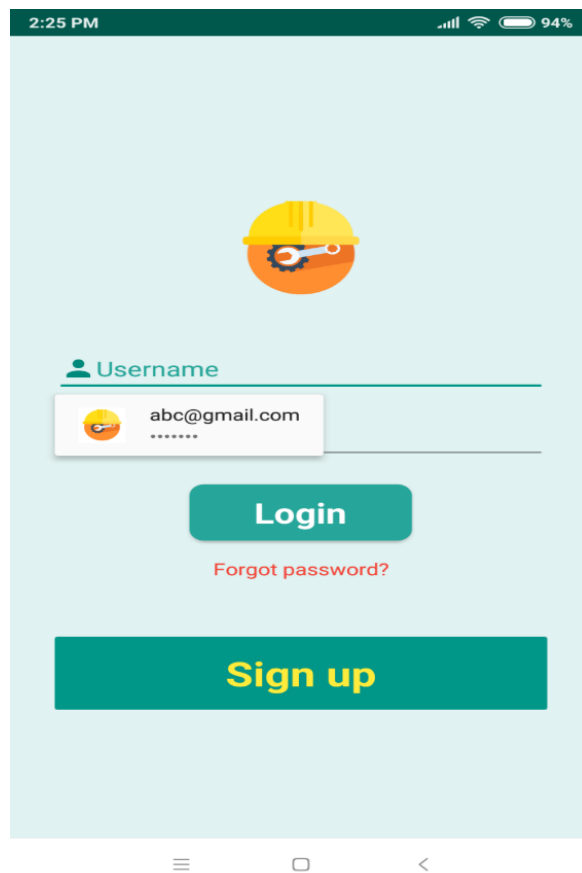 2:25 PM 94%
Username
abc@gmail.com
•••••••
Login
Forgot password?
Sign up